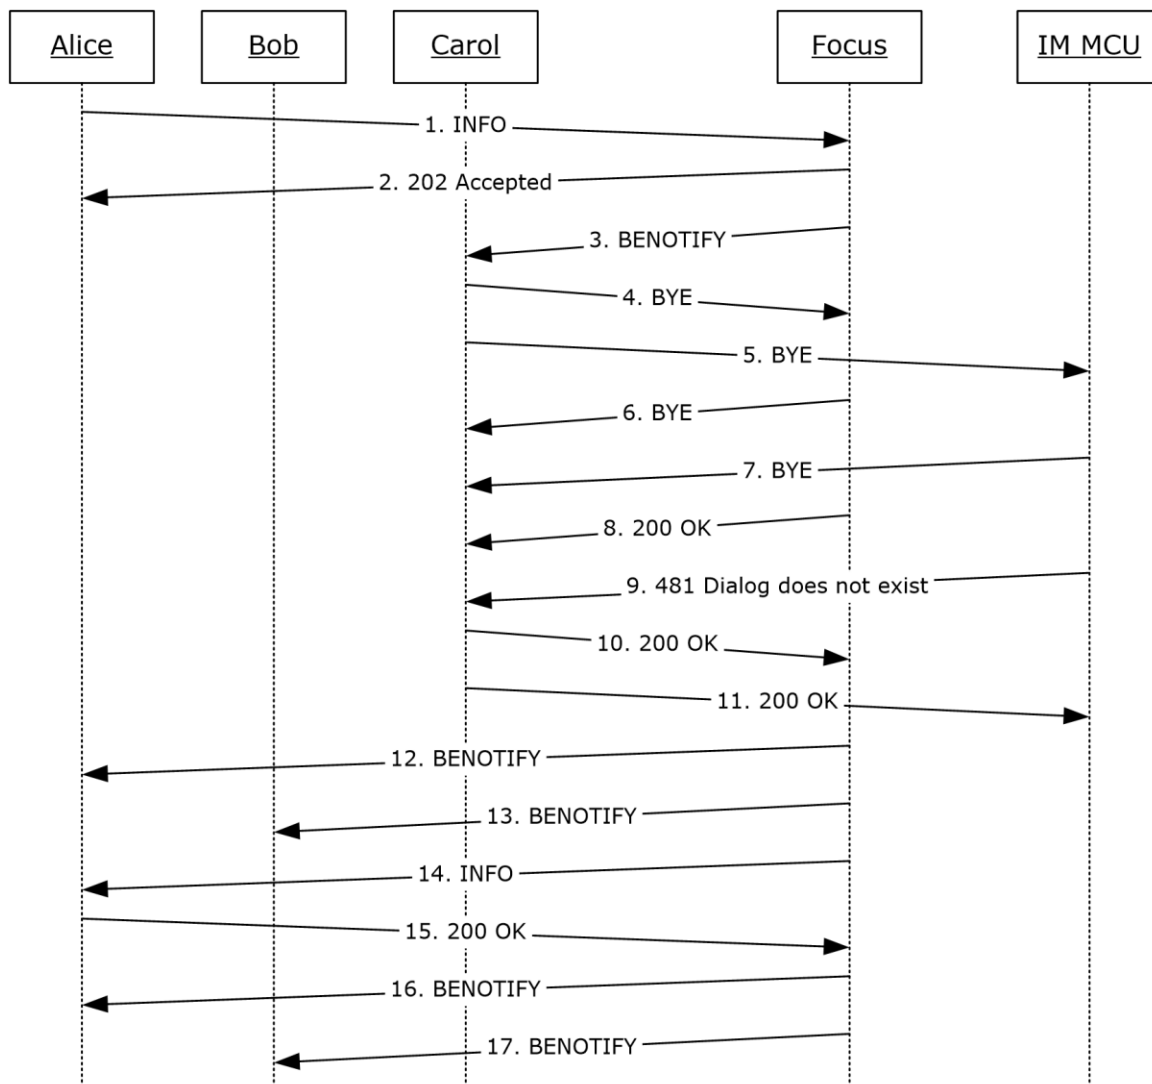 Alice
Bob
Carol
Focus
IM MCU
1. INFO
2. 202 Accepted
3. BENOTIFY
4. BYE
5. BYE
6. BYE
7. BYE
8. 200 OK
9. 481 Dialog does not exist
10. 200 OK
11. 200 OK
12. BENOTIFY
13. BENOTIFY
14. INFO
15. 200 OK
16. BENOTIFY
17. BENOTIFY